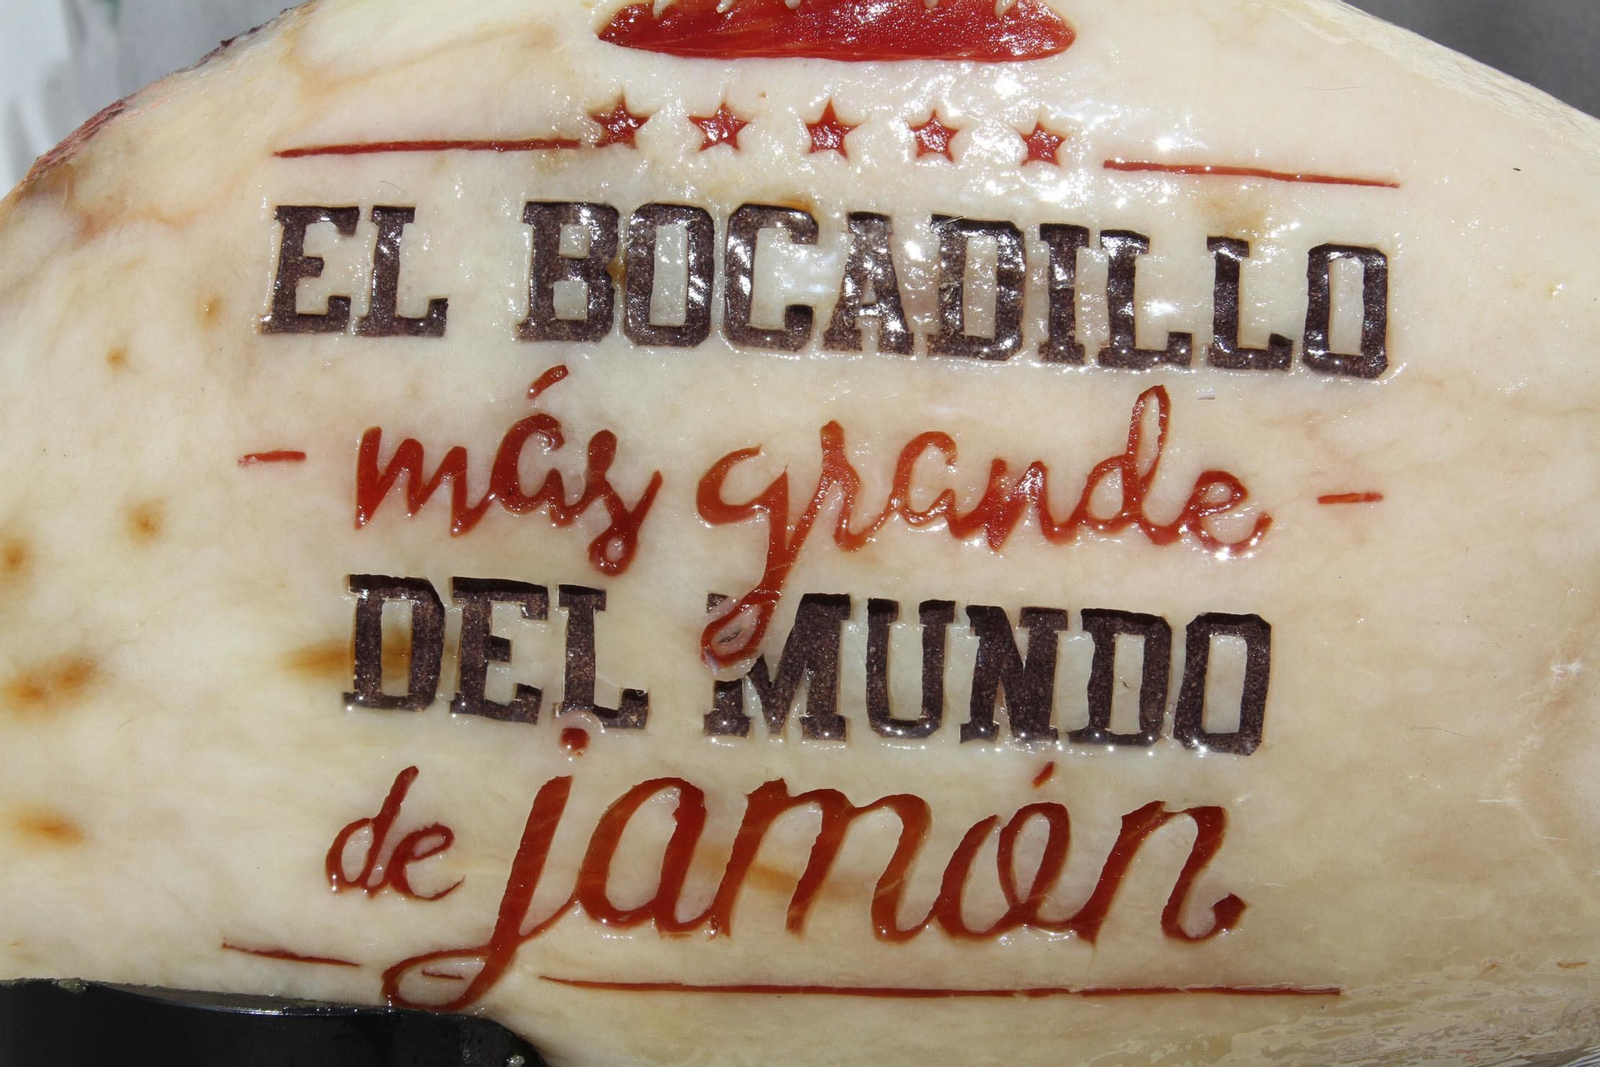 EL BOCADILLO
- más grande -
DEL MUNDO
de jamón